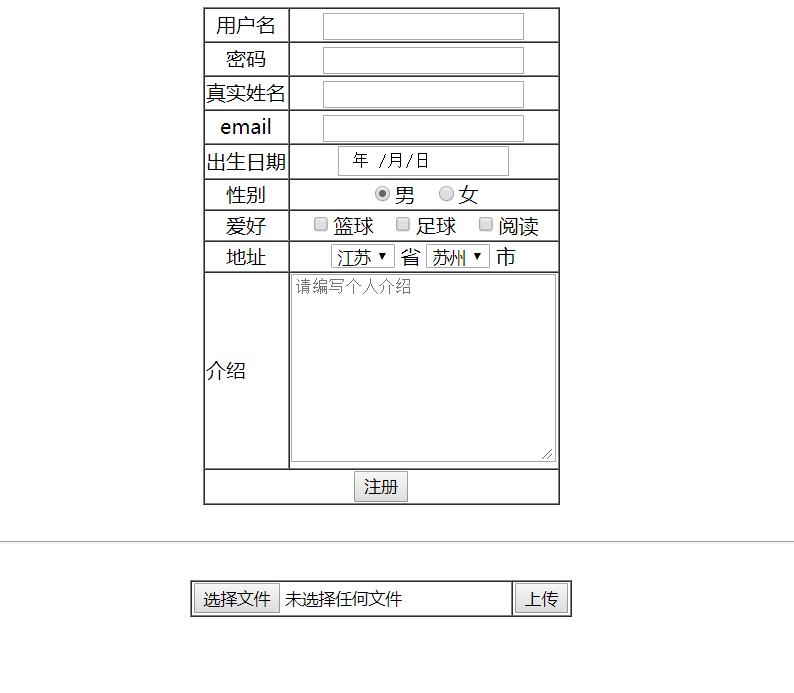 用户名
密码
真实姓名
email
出生日期 年 /月/日
性别 男 女
爱好 篮球 足球 阅读
地址 江苏 省 苏州 市
请编写个人介绍
介绍
注册
选择文件 未选择任何文件 上传